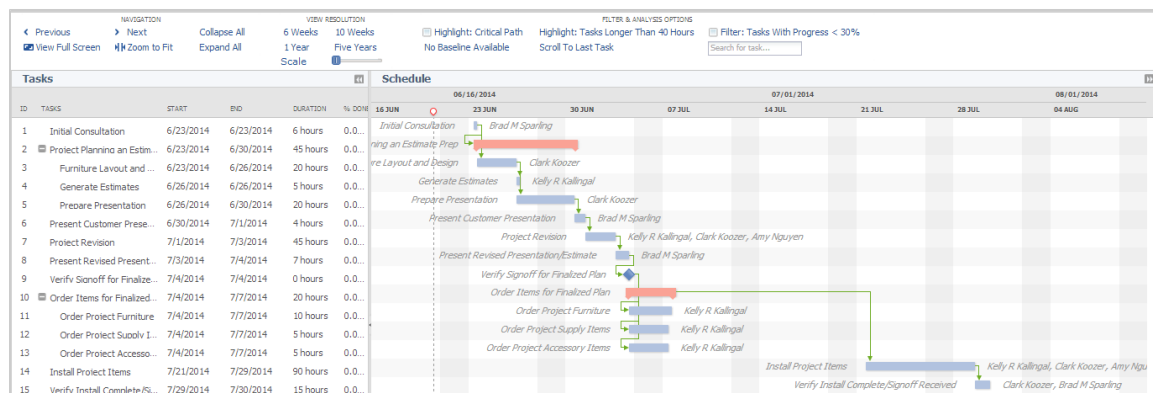 NAVIGATION VIEW RESOLUTION FILTER & ANALYSIS OPTIONS
Previous Next Collapse All 6 Weeks 10 Weeks Highlight: Critical Path Highlight: Tasks Longer Than 40 Hours Filter: Tasks With Progress < 30%
View Full Screen Zoom to Fit Expand All 1 Year Five Years No Baseline Available Scroll To Last Task Search for task...
Scale
Tasks Schedule
06/16/2014 07/01/2014 08/01/2014
ID TASKS START END DURATION % DONE 16 JUN 23 JUN 30 JUN 07 JUL 14 JUL 21 JUL 28 JUL 04 AUG
1 Initial Consultation 6/23/2014 6/23/2014 6 hours 0.0... Initial Consultation Brad M Sparling
2 Project Planning an Estim... 6/23/2014 6/30/2014 45 hours 0.0... ning an Estimate Prep
3 Furniture Layout and ... 6/23/2014 6/26/2014 20 hours 0.0... re Layout and Design Clark Koozer
4 Generate Estimates 6/26/2014 6/26/2014 5 hours 0.0... Generate Estimates Kelly R Kallingal
5 Prepare Presentation 6/26/2014 6/30/2014 20 hours 0.0... Prepare Presentation Clark Koozer
6 Present Customer Prese... 6/30/2014 7/1/2014 4 hours 0.0... Present Customer Presentation Brad M Sparling
7 Project Revision 7/1/2014 7/3/2014 45 hours 0.0... Project Revision Kelly R Kallingal, Clark Koozer, Amy Nguyen
8 Present Revised Present... 7/3/2014 7/4/2014 7 hours 0.0... Present Revised Presentation/Estimate Brad M Sparling
9 Verify Signoff for Finalize... 7/4/2014 7/4/2014 0 hours 0.0... Verify Signoff for Finalized Plan
10 Order Items for Finalized... 7/4/2014 7/7/2014 20 hours 0.0... Order Items for Finalized Plan
11 Order Project Furniture 7/4/2014 7/7/2014 10 hours 0.0... Order Project Furniture Kelly R Kallingal
12 Order Project Supply I... 7/4/2014 7/7/2014 5 hours 0.0... Order Project Supply Items Kelly R Kallingal
13 Order Project Accesso... 7/4/2014 7/7/2014 5 hours 0.0... Order Project Accessory Items Kelly R Kallingal
14 Install Project Items 7/21/2014 7/29/2014 90 hours 0.0... Install Project Items Kelly R Kallingal, Clark Koozer, Amy Ngu
15 Verify Install Complete/Si... 7/29/2014 7/30/2014 15 hours 0.0... Verify Install Complete/Signoff Received Clark Koozer, Brad M Sparling